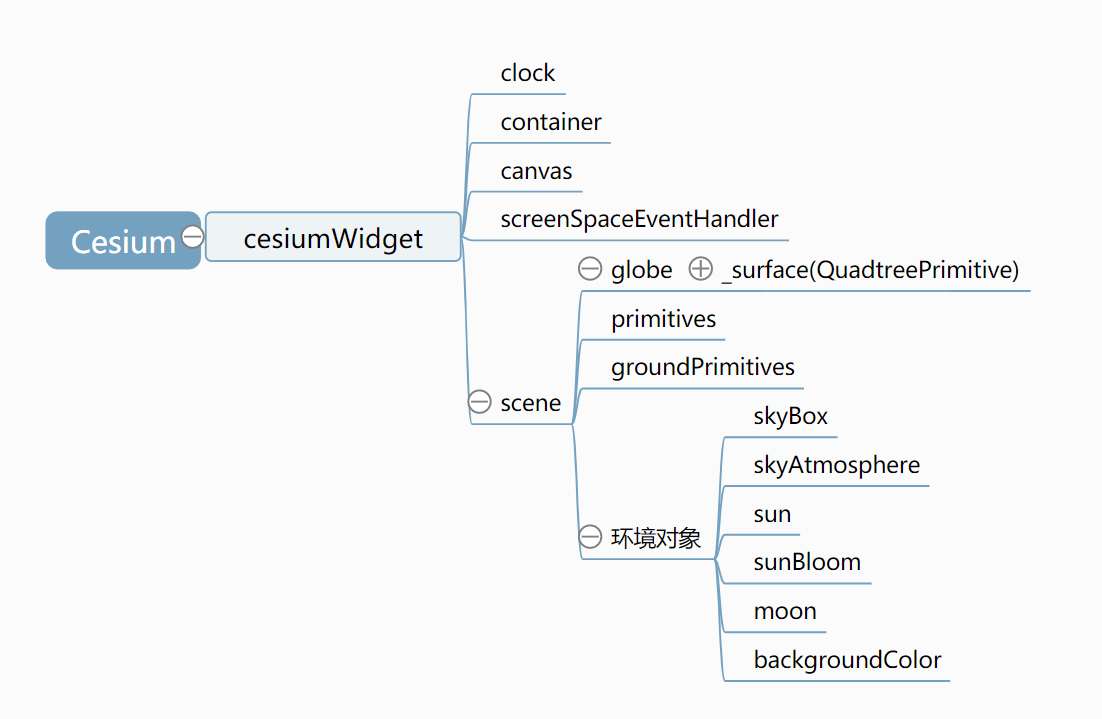 clock
container
canvas
screenSpaceEventHandler
Cesium
cesiumWidget
globe
_surface(QuadtreePrimitive)
primitives
groundPrimitives
scene
skyBox
skyAtmosphere
sun
环境对象
sunBloom
moon
backgroundColor